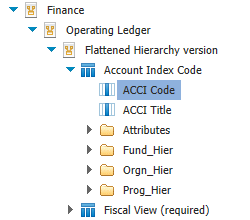 Finance
Operating Ledger
Flattened Hierarchy version
Account Index Code
ACCI Code
ACCI Title
Attributes
Fund_Hier
Orgn_Hier
Prog_Hier
Fiscal View (required)